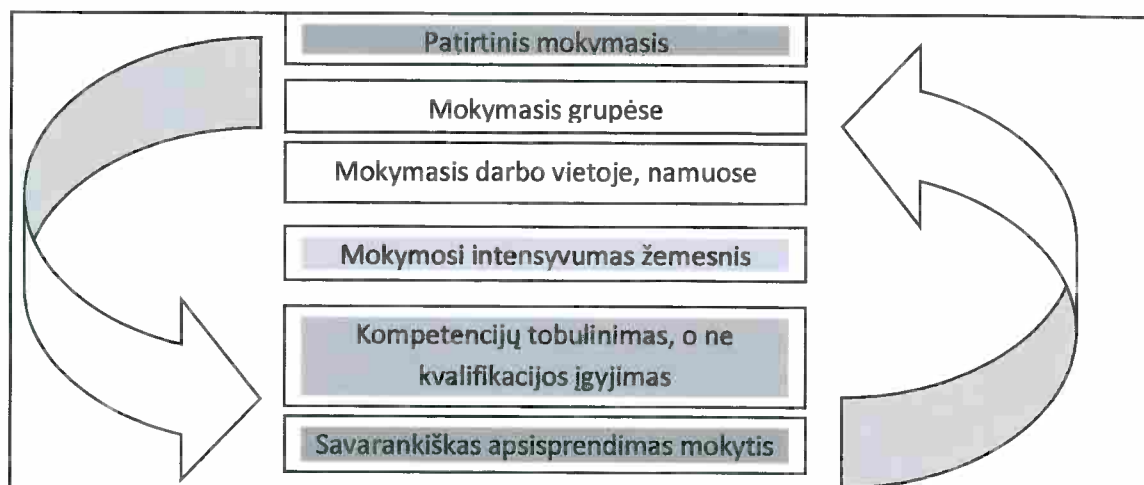 Patirtinis mokymasis
Mokymasis grupėse
Mokymasis darbo vietoje, namuose
Mokymosi intensyvumas žemesnis
Kompetencijų tobulinimas, o ne
kvalifikacijos įgyjimas
Savarankiškas apsisprendimas mokytis